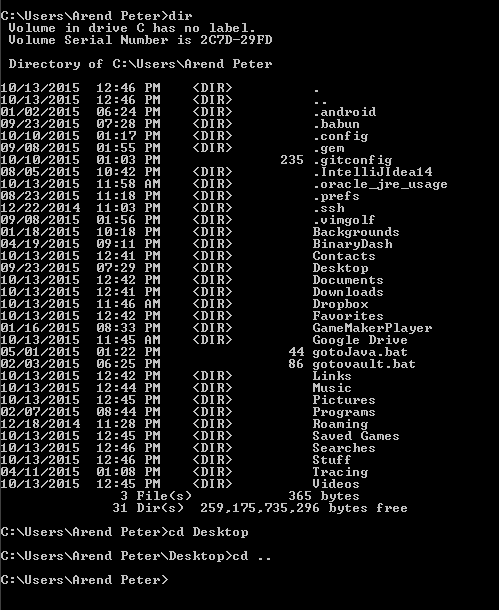 C:\Users\Arend Peter>dir
 Volume in drive C has no label.
 Volume Serial Number is 2C7D-29FD

 Directory of C:\Users\Arend Peter

10/13/2015  12:46 PM    <DIR>          .
10/13/2015  12:46 PM    <DIR>          ..
01/02/2015  06:24 PM    <DIR>          .android
09/23/2015  07:28 PM    <DIR>          .babun
10/10/2015  01:17 PM    <DIR>          .config
09/08/2015  01:55 PM    <DIR>          .gem
10/10/2015  01:03 PM               235 .gitconfig
08/05/2015  10:42 PM    <DIR>          .IntelliJIdea14
10/13/2015  11:58 AM    <DIR>          .oracle_jre_usage
08/23/2015  11:18 PM    <DIR>          .prefs
12/22/2014  11:03 PM    <DIR>          .ssh
09/08/2015  01:56 PM    <DIR>          .vimgolf
01/18/2015  10:18 PM    <DIR>          Backgrounds
04/19/2015  09:11 PM    <DIR>          BinaryDash
10/13/2015  12:41 PM    <DIR>          Contacts
09/23/2015  07:29 PM    <DIR>          Desktop
10/13/2015  12:42 PM    <DIR>          Documents
10/13/2015  12:41 PM    <DIR>          Downloads
10/13/2015  11:46 AM    <DIR>          Dropbox
10/13/2015  12:42 PM    <DIR>          Favorites
01/16/2015  08:33 PM    <DIR>          GameMakerPlayer
10/13/2015  11:45 AM    <DIR>          Google Drive
05/01/2015  01:22 PM                44 gotoJava.bat
02/03/2015  06:25 PM                86 gotovault.bat
10/13/2015  12:42 PM    <DIR>          Links
10/13/2015  12:44 PM    <DIR>          Music
10/13/2015  12:45 PM    <DIR>          Pictures
02/07/2015  08:44 PM    <DIR>          Programs
12/18/2014  11:28 PM    <DIR>          Roaming
10/13/2015  12:45 PM    <DIR>          Saved Games
10/13/2015  12:46 PM    <DIR>          Searches
10/13/2015  12:46 PM    <DIR>          Stuff
04/11/2015  01:08 PM    <DIR>          Tracing
10/13/2015  12:45 PM    <DIR>          Videos
               3 File(s)            365 bytes
              31 Dir(s)  259,175,735,296 bytes free

C:\Users\Arend Peter>cd Desktop

C:\Users\Arend Peter\Desktop>cd ..

C:\Users\Arend Peter>